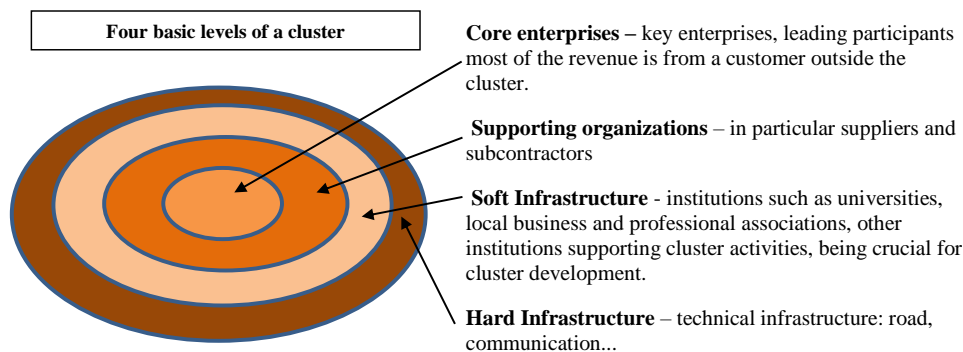 Four basic levels of a cluster
Core enterprises – key enterprises, leading participants
most of the revenue is from a customer outside the
cluster.
Supporting organizations – in particular suppliers and
subcontractors
Soft Infrastructure - institutions such as universities,
local business and professional associations, other
institutions supporting cluster activities, being crucial for
cluster development.
Hard Infrastructure – technical infrastructure: road,
communication...